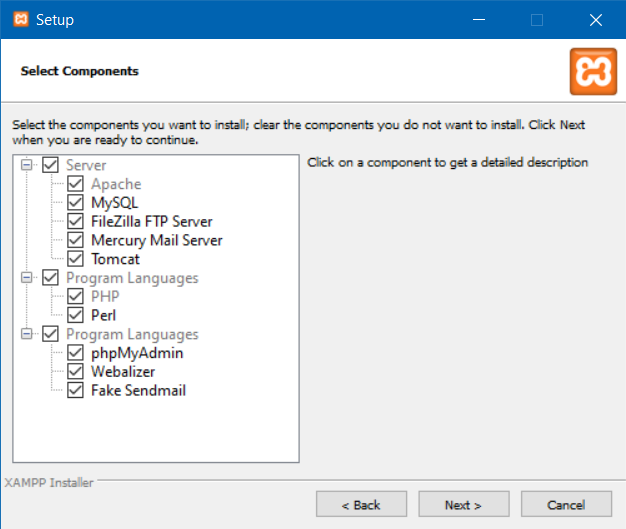 Setup
Select Components
Select the components you want to install; clear the components you do not want to install. Click Next
when you are ready to continue.
Server
Apache
MySQL
FileZilla FTP Server
Mercury Mail Server
Tomcat
Program Languages
PHP
Perl
Program Languages
phpMyAdmin
Webalizer
Fake Sendmail
Click on a component to get a detailed description
XAMPP Installer
< Back
Next >
Cancel